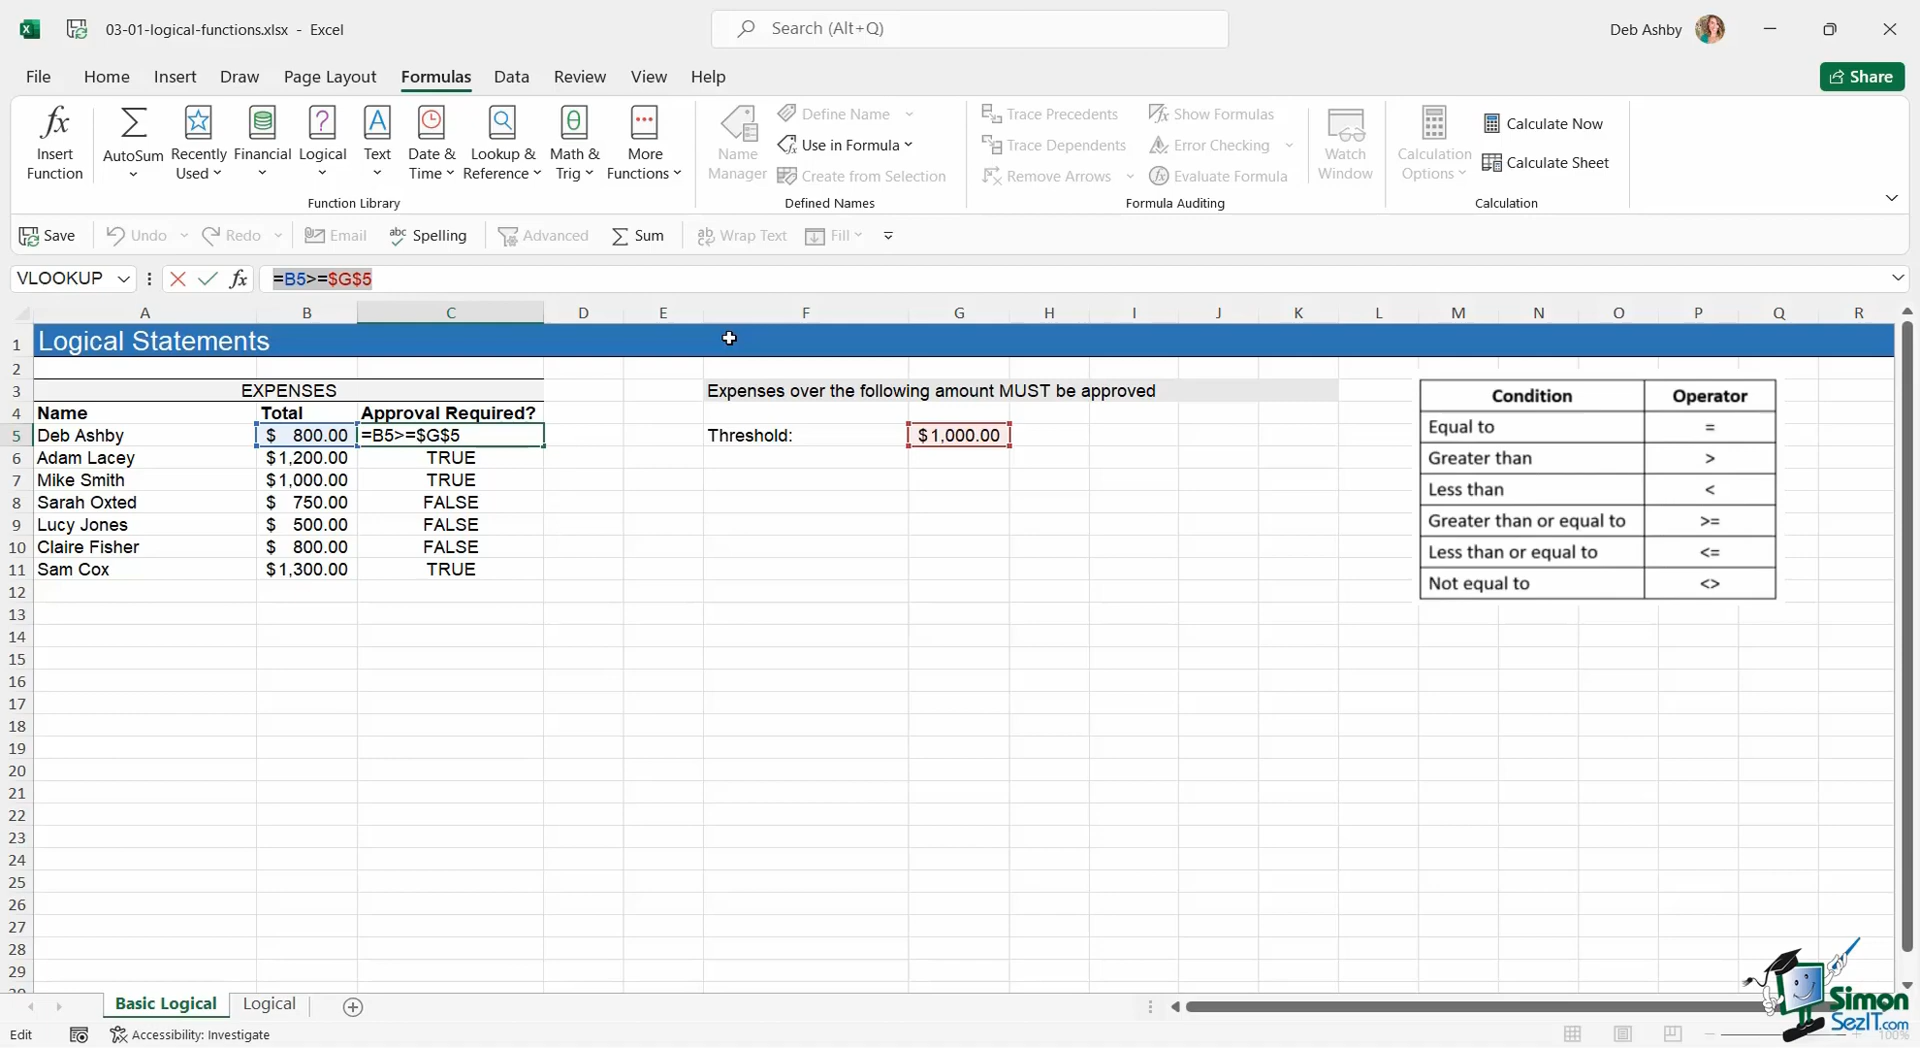 03-01-logical-functions.xlsx - Excel
Search (Alt+Q)
Deb Ashby
File Home Insert Draw Page Layout Formulas Data Review View Help
Share
Insert Function
AutoSum
Recently Used
Financial
Logical
Text
Date & Time
Lookup & Reference
Math & Trig
More Functions
Function Library
Name Manager
Define Name
Use in Formula
Create from Selection
Defined Names
Trace Precedents
Trace Dependents
Remove Arrows
Show Formulas
Error Checking
Evaluate Formula
Formula Auditing
Watch Window
Calculation Options
Calculate Now
Calculate Sheet
Calculation
Save Undo Redo Email Spelling Advanced Sum Wrap Text Fill
VLOOKUP fx =B5>=$G$5
A B C D E F G H I J K L M N O P Q R
1 Logical Statements
2
3 EXPENSES Expenses over the following amount MUST be approved
4 Name Total Approval Required?
5 Deb Ashby $ 800.00 =B5>=$G$5 Threshold: $1,000.00
6 Adam Lacey $1,200.00 TRUE
7 Mike Smith $1,000.00 TRUE
8 Sarah Oxted $ 750.00 FALSE
9 Lucy Jones $ 500.00 FALSE
10 Claire Fisher $ 800.00 FALSE
11 Sam Cox $1,300.00 TRUE
12
13
14
15
16
17
18
19
20
21
22
23
24
25
26
27
28
29
Condition Operator
Equal to =
Greater than >
Less than <
Greater than or equal to >=
Less than or equal to <=
Not equal to <>
Basic Logical Logical
Edit Accessibility: Investigate
Simon
SezIT.com
100%